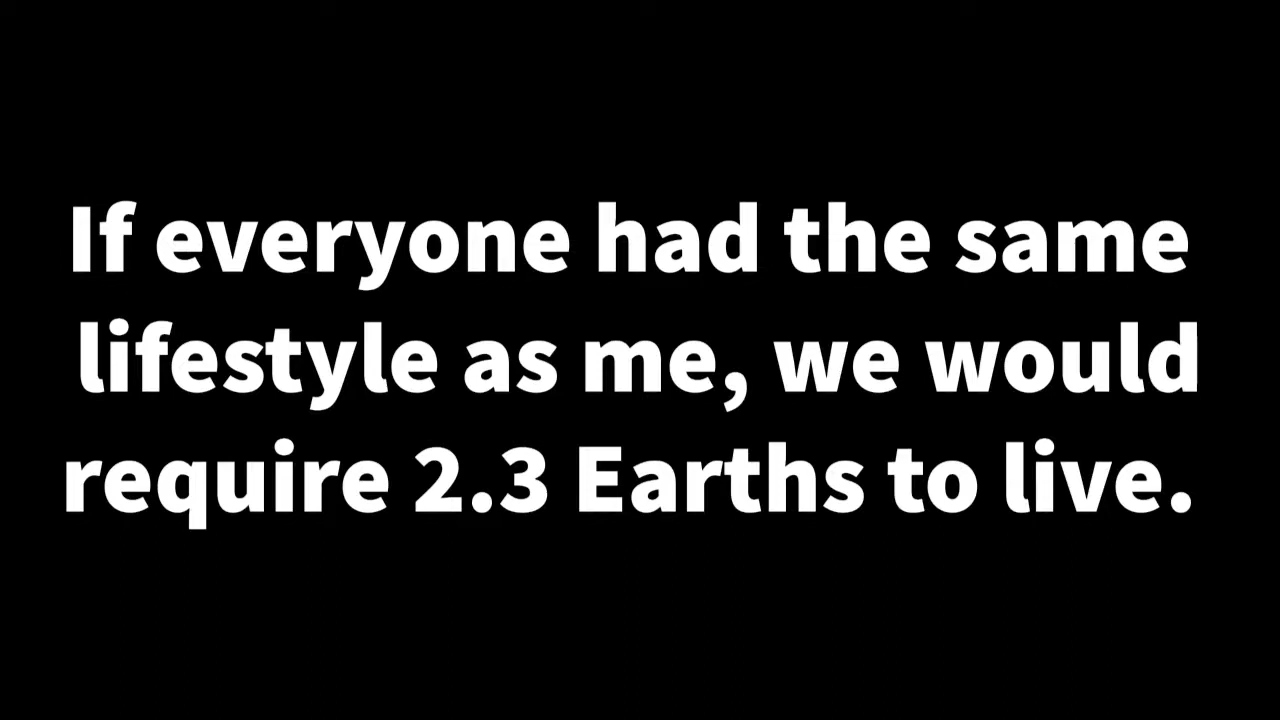 If everyone had the same
lifestyle as me, we would
require 2.3 Earths to live.